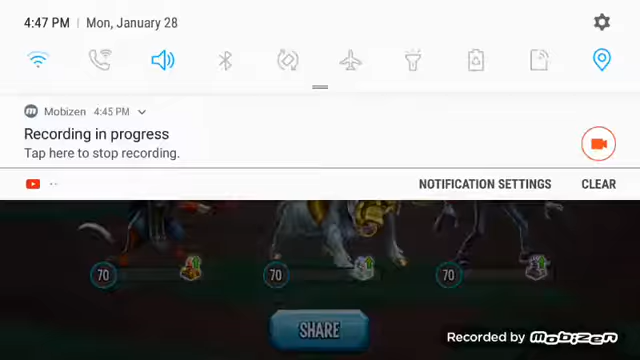 4:47 PM | Mon, January 28
m Mobizen 4:45 PM
Recording in progress
Tap here to stop recording.
NOTIFICATION SETTINGS CLEAR
70 70 70
SHARE
Recorded by mobizen